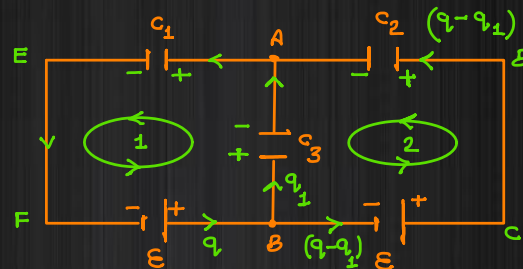 C1 A C2 (q-q1)
E - + - + D
1 - + C3 2
q1
F - + - + C
E q B (q-q1) E